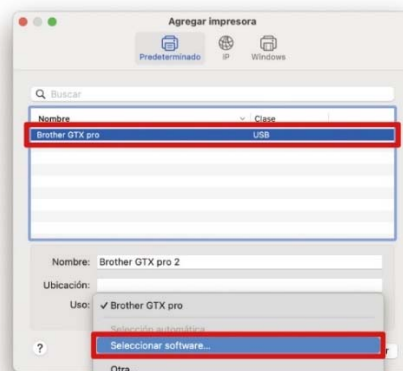 Agregar impresora
Predeterminado IP Windows
Buscar
Nombre Clase
Brother GTX pro USB
Nombre: Brother GTX pro 2
Ubicación:
Uso: ✓ Brother GTX pro
Selección automática
Seleccionar software...
? r
Otra